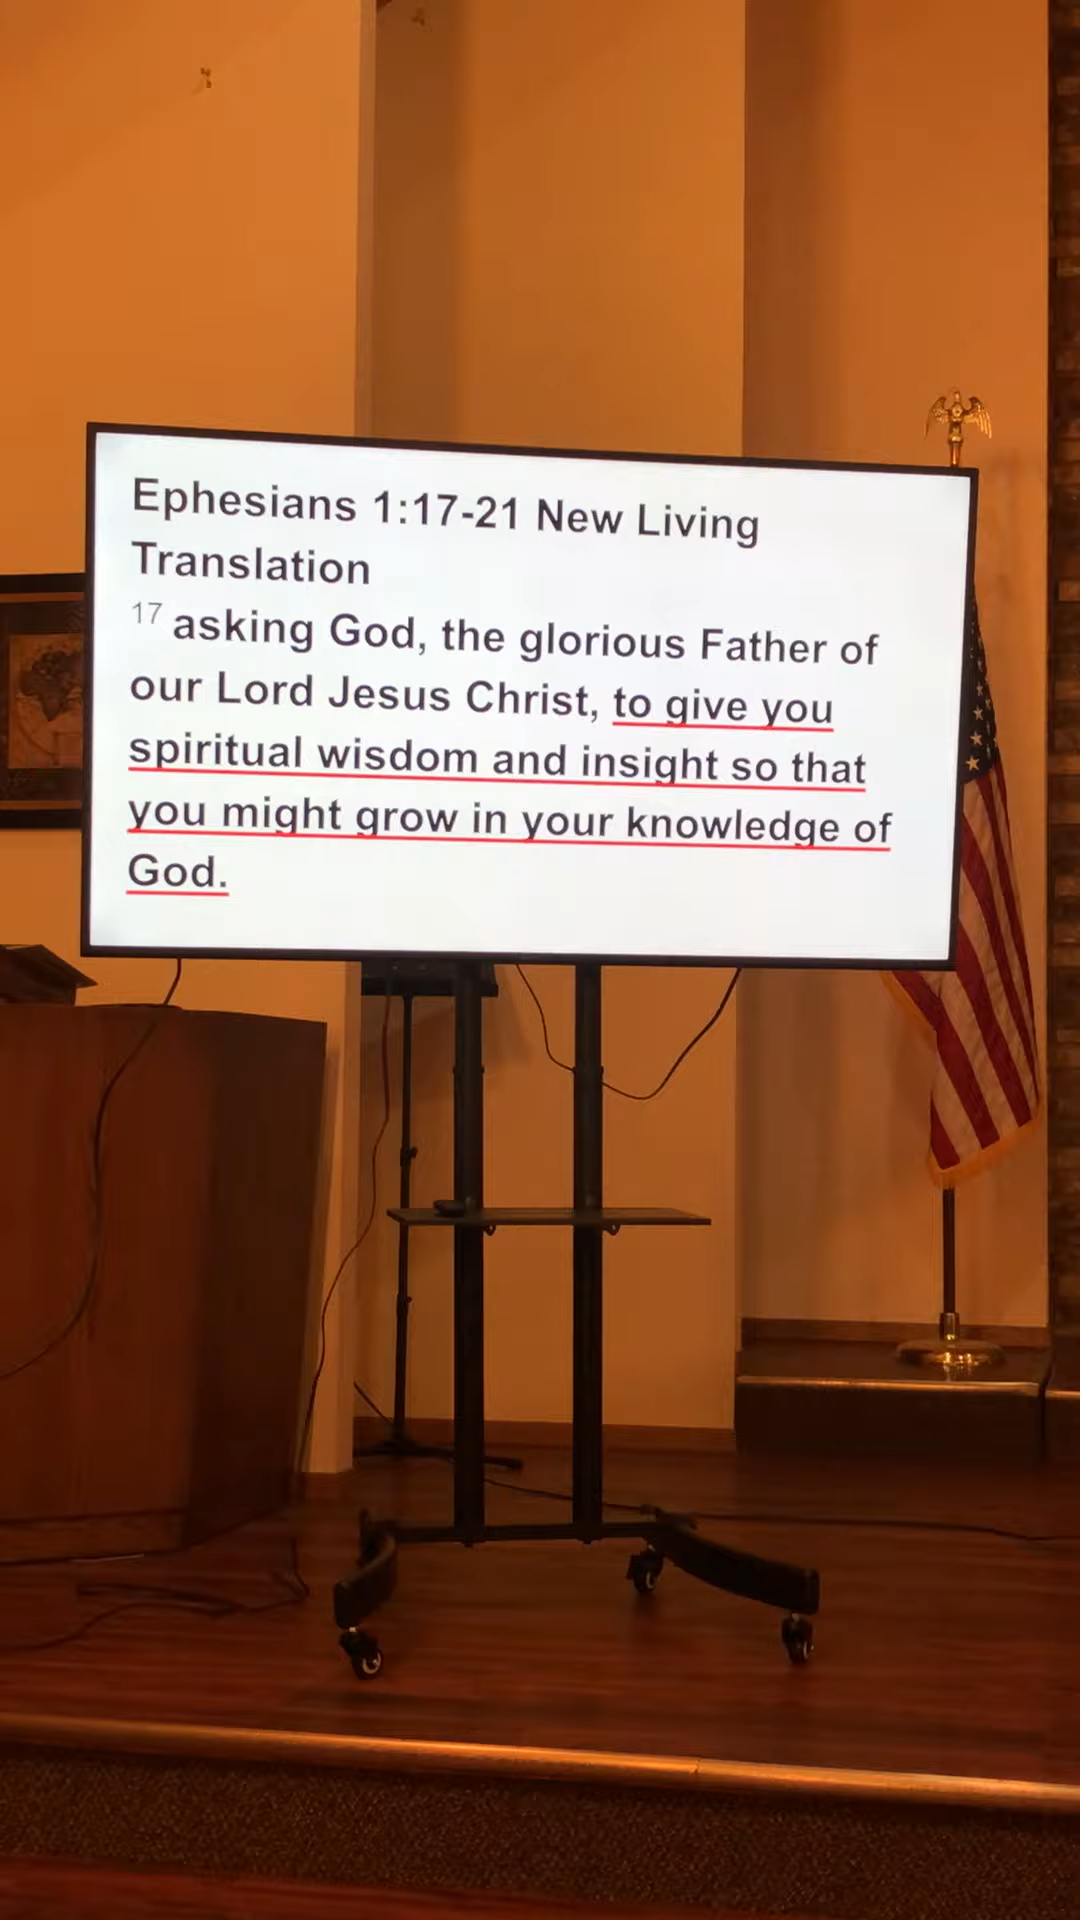 Ephesians 1:17-21 New Living
Translation
17 asking God, the glorious Father of
our Lord Jesus Christ, to give you
spiritual wisdom and insight so that
you might grow in your knowledge of
God.